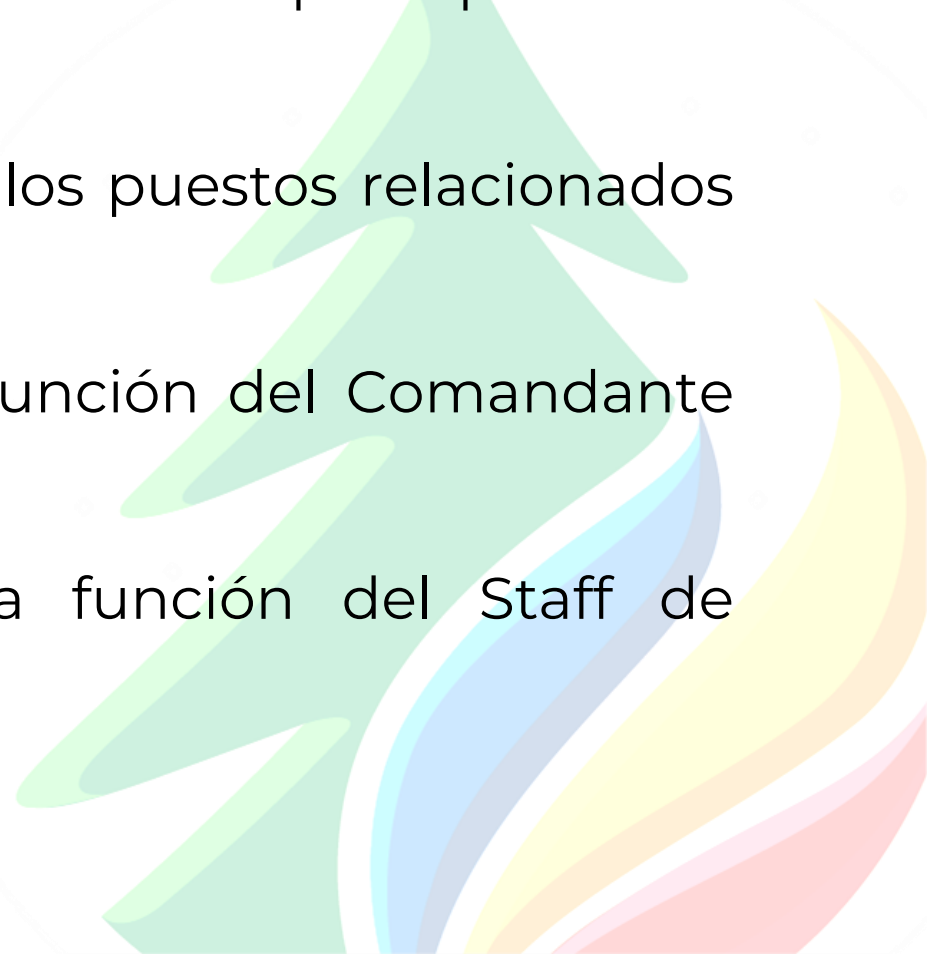 los puestos relacionados
unción del Comandante
a función del Staff de